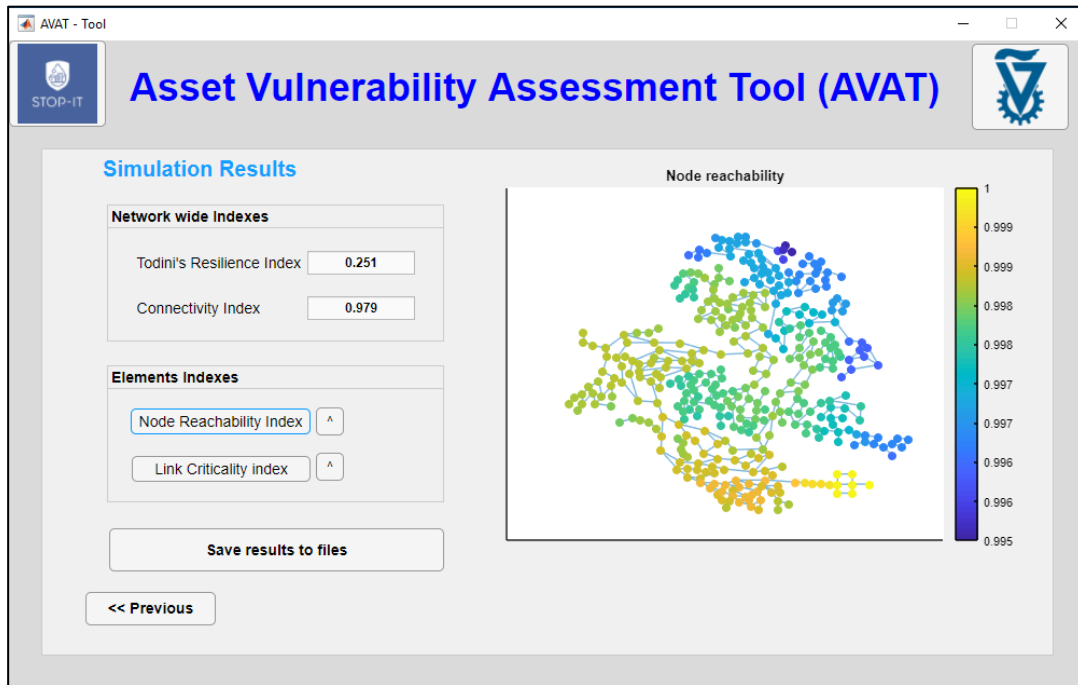 AVAT - Tool
STOP-IT
Asset Vulnerability Assessment Tool (AVAT)
Simulation Results
Network wide Indexes
Todini's Resilience Index 0.251
Connectivity Index 0.979
Elements Indexes
Node Reachability Index ^
Link Criticality index ^
Save results to files
<< Previous
Node reachability
1
0.999
0.999
0.998
0.998
0.997
0.997
0.996
0.996
0.995